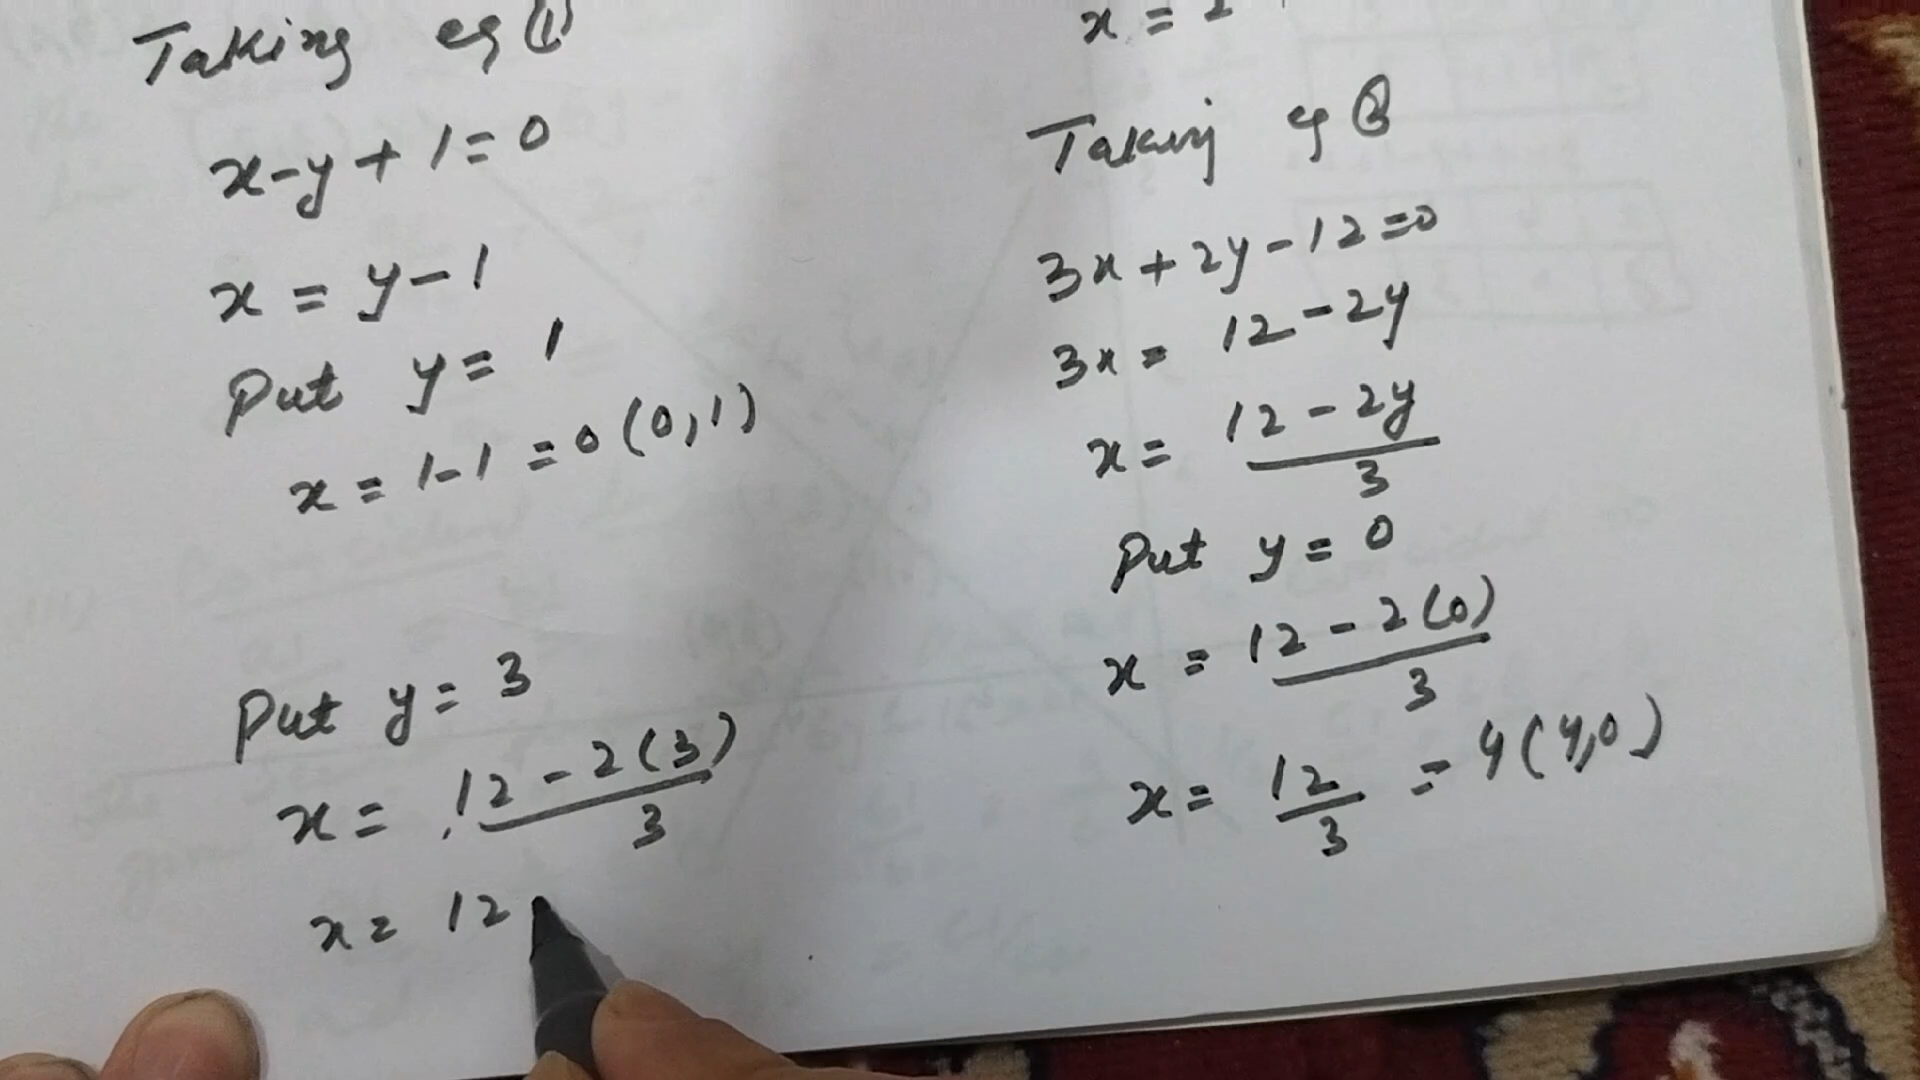 Taking eq (1)
x-y+1=0
x = y-1
Put y = 1
x = 1-1 = 0 (0,1)
Put y = 3
x = 12-2(3)/3
x = 12
x =
Taking eq (2)
3x+2y-12=0
3x = 12-2y
x = 12-2y/3
Put y = 0
x = 12-2(0)/3
x = 12/3 = 4(4,0)